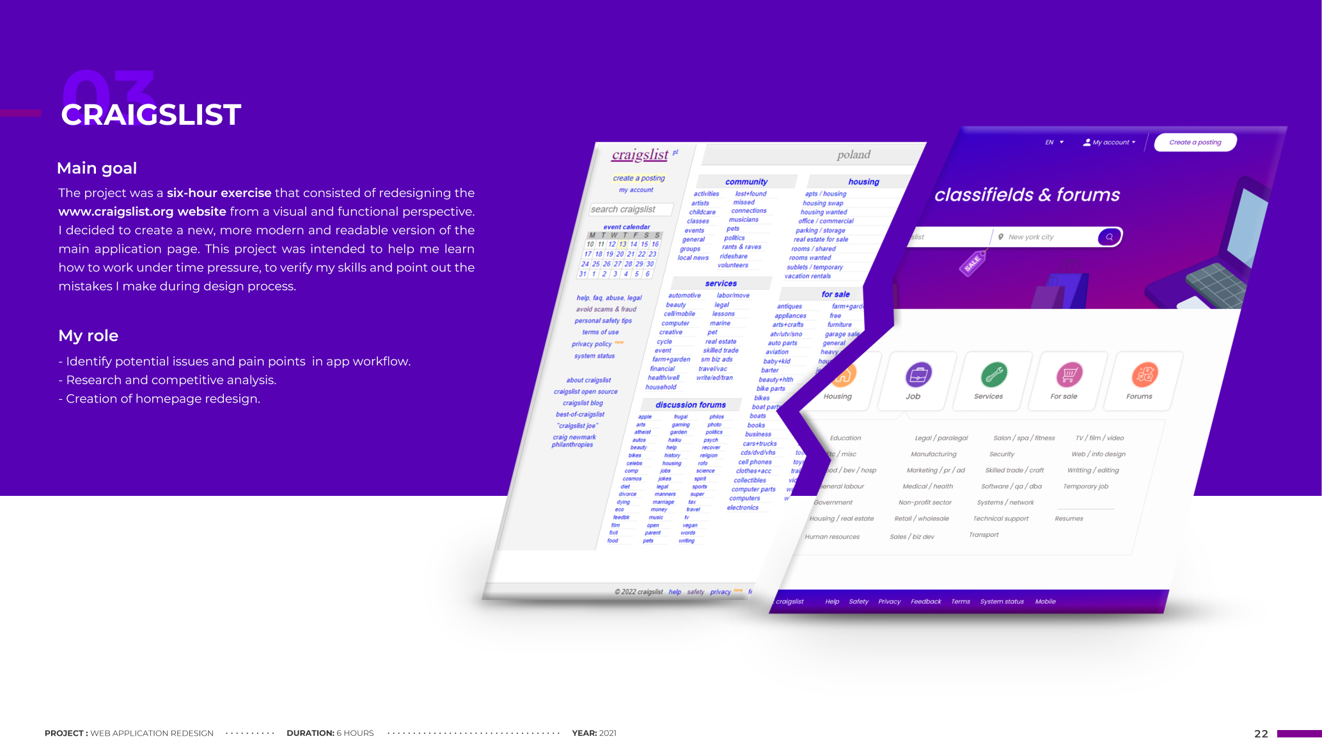 03
CRAIGSLIST
Main goal
The project was a six-hour exercise that consisted of redesigning the
www.craigslist.org website from a visual and functional perspective.
I decided to create a new, more modern and readable version of the
main application page. This project was intended to help me learn
how to work under time pressure, to verify my skills and point out the
mistakes I make during design process.
My role
- Identify potential issues and pain points in app workflow.
- Research and competitive analysis.
- Creation of homepage redesign.
craigslist pl
create a posting
my account
search craigslist
event calendar
M T W T F S S
10 11 12 13 14 15 16
17 18 19 20 21 22 23
24 25 26 27 28 29 30
31 1 2 3 4 5 6
help, faq, abuse, legal
avoid scams & fraud
personal safety tips
terms of use
privacy policy new
system status
about craigslist
craigslist open source
craigslist blog
best-of-craigslist
"craigslist joe"
craig newmark
philanthropies
poland
community
activities lost+found
artists missed
childcare connections
classes musicians
events pets
general politics
groups rants & raves
local news rideshare
volunteers
services
automotive labor/move
beauty legal
cell/mobile lessons
computer marine
creative pet
cycle real estate
event skilled trade
farm+garden sm biz ads
financial travel/vac
health/well write/ed/tran
household
discussion forums
apple frugal philos
arts gaming photo
atheist garden politics
autos haiku psych
beauty help recover
bikes history religion
celebs housing rofo
comp jobs science
cosmos jokes spirit
diet legal sports
divorce manners super
dying marriage tax
eco money travel
feedbk music tv
film open vegan
fixit parent words
food pets writing
housing
apts / housing
housing swap
housing wanted
office / commercial
parking / storage
real estate for sale
rooms / shared
rooms wanted
sublets / temporary
vacation rentals
for sale
antiques
appliances free
arts+crafts furniture
atv/utv/sno garage sale
auto parts general
aviation heavy
baby+kid
barter
beauty+hlth
bike parts
bikes
boat parts
boats
books
business
cars+trucks
cds/dvd/vhs
cell phones
clothes+acc
collectibles
computer parts
computers
electronics
© 2022 craigslist help safety privacy new
EN My account Create a posting
classifields & forums
New york city
SALE
Housing Job Services For sale Forums
Education Legal / paralegal Salon / spa / fitness TV / film / video
/ misc Manufacturing Security Web / info design
/ bev / hosp Marketing / pr / ad Skilled trade / craft Writting / editing
General labour Medical / health Software / qa / dba Temporary job
Government Non-profit sector Systems / network
Housing / real estate Retail / wholesale Technical support Resumes
Human resources Sales / biz dev Transport
craigslist Help Safety Privacy Feedback Terms System status Mobile
PROJECT : WEB APPLICATION REDESIGN DURATION: 6 HOURS YEAR: 2021
22